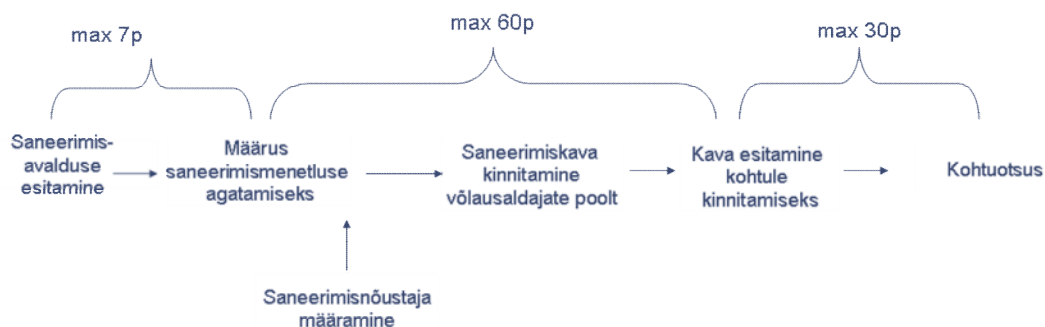 max 7p
max 60p
max 30p
Saneerimis-
avalduse
esitamine
Määrus
saneerimismenetluse
agatamiseks
Saneerimiskava
kinnitamine
võlausaldajate poolt
Kava esitamine
kohtule
kinnitamiseks
Kohtuotsus
Saneerimisnõustaja
määramine